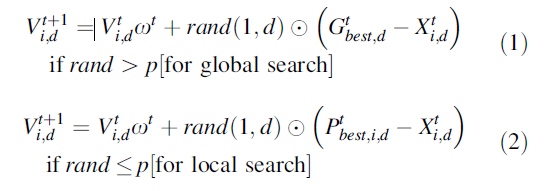 V_{i,d}^{t+1} =| V_{i,d}^{t} ω^{t} + rand(1, d) ⊙ (G_{best,d}^{t} − X_{i,d}^{t})
(1)
if rand > p[for global search]
V_{i,d}^{t+1} = V_{i,d}^{t} ω^{t} + rand(1, d) ⊙ (P_{best,i,d}^{t} − X_{i,d}^{t})
(2)
if rand ≤ p[for local search]